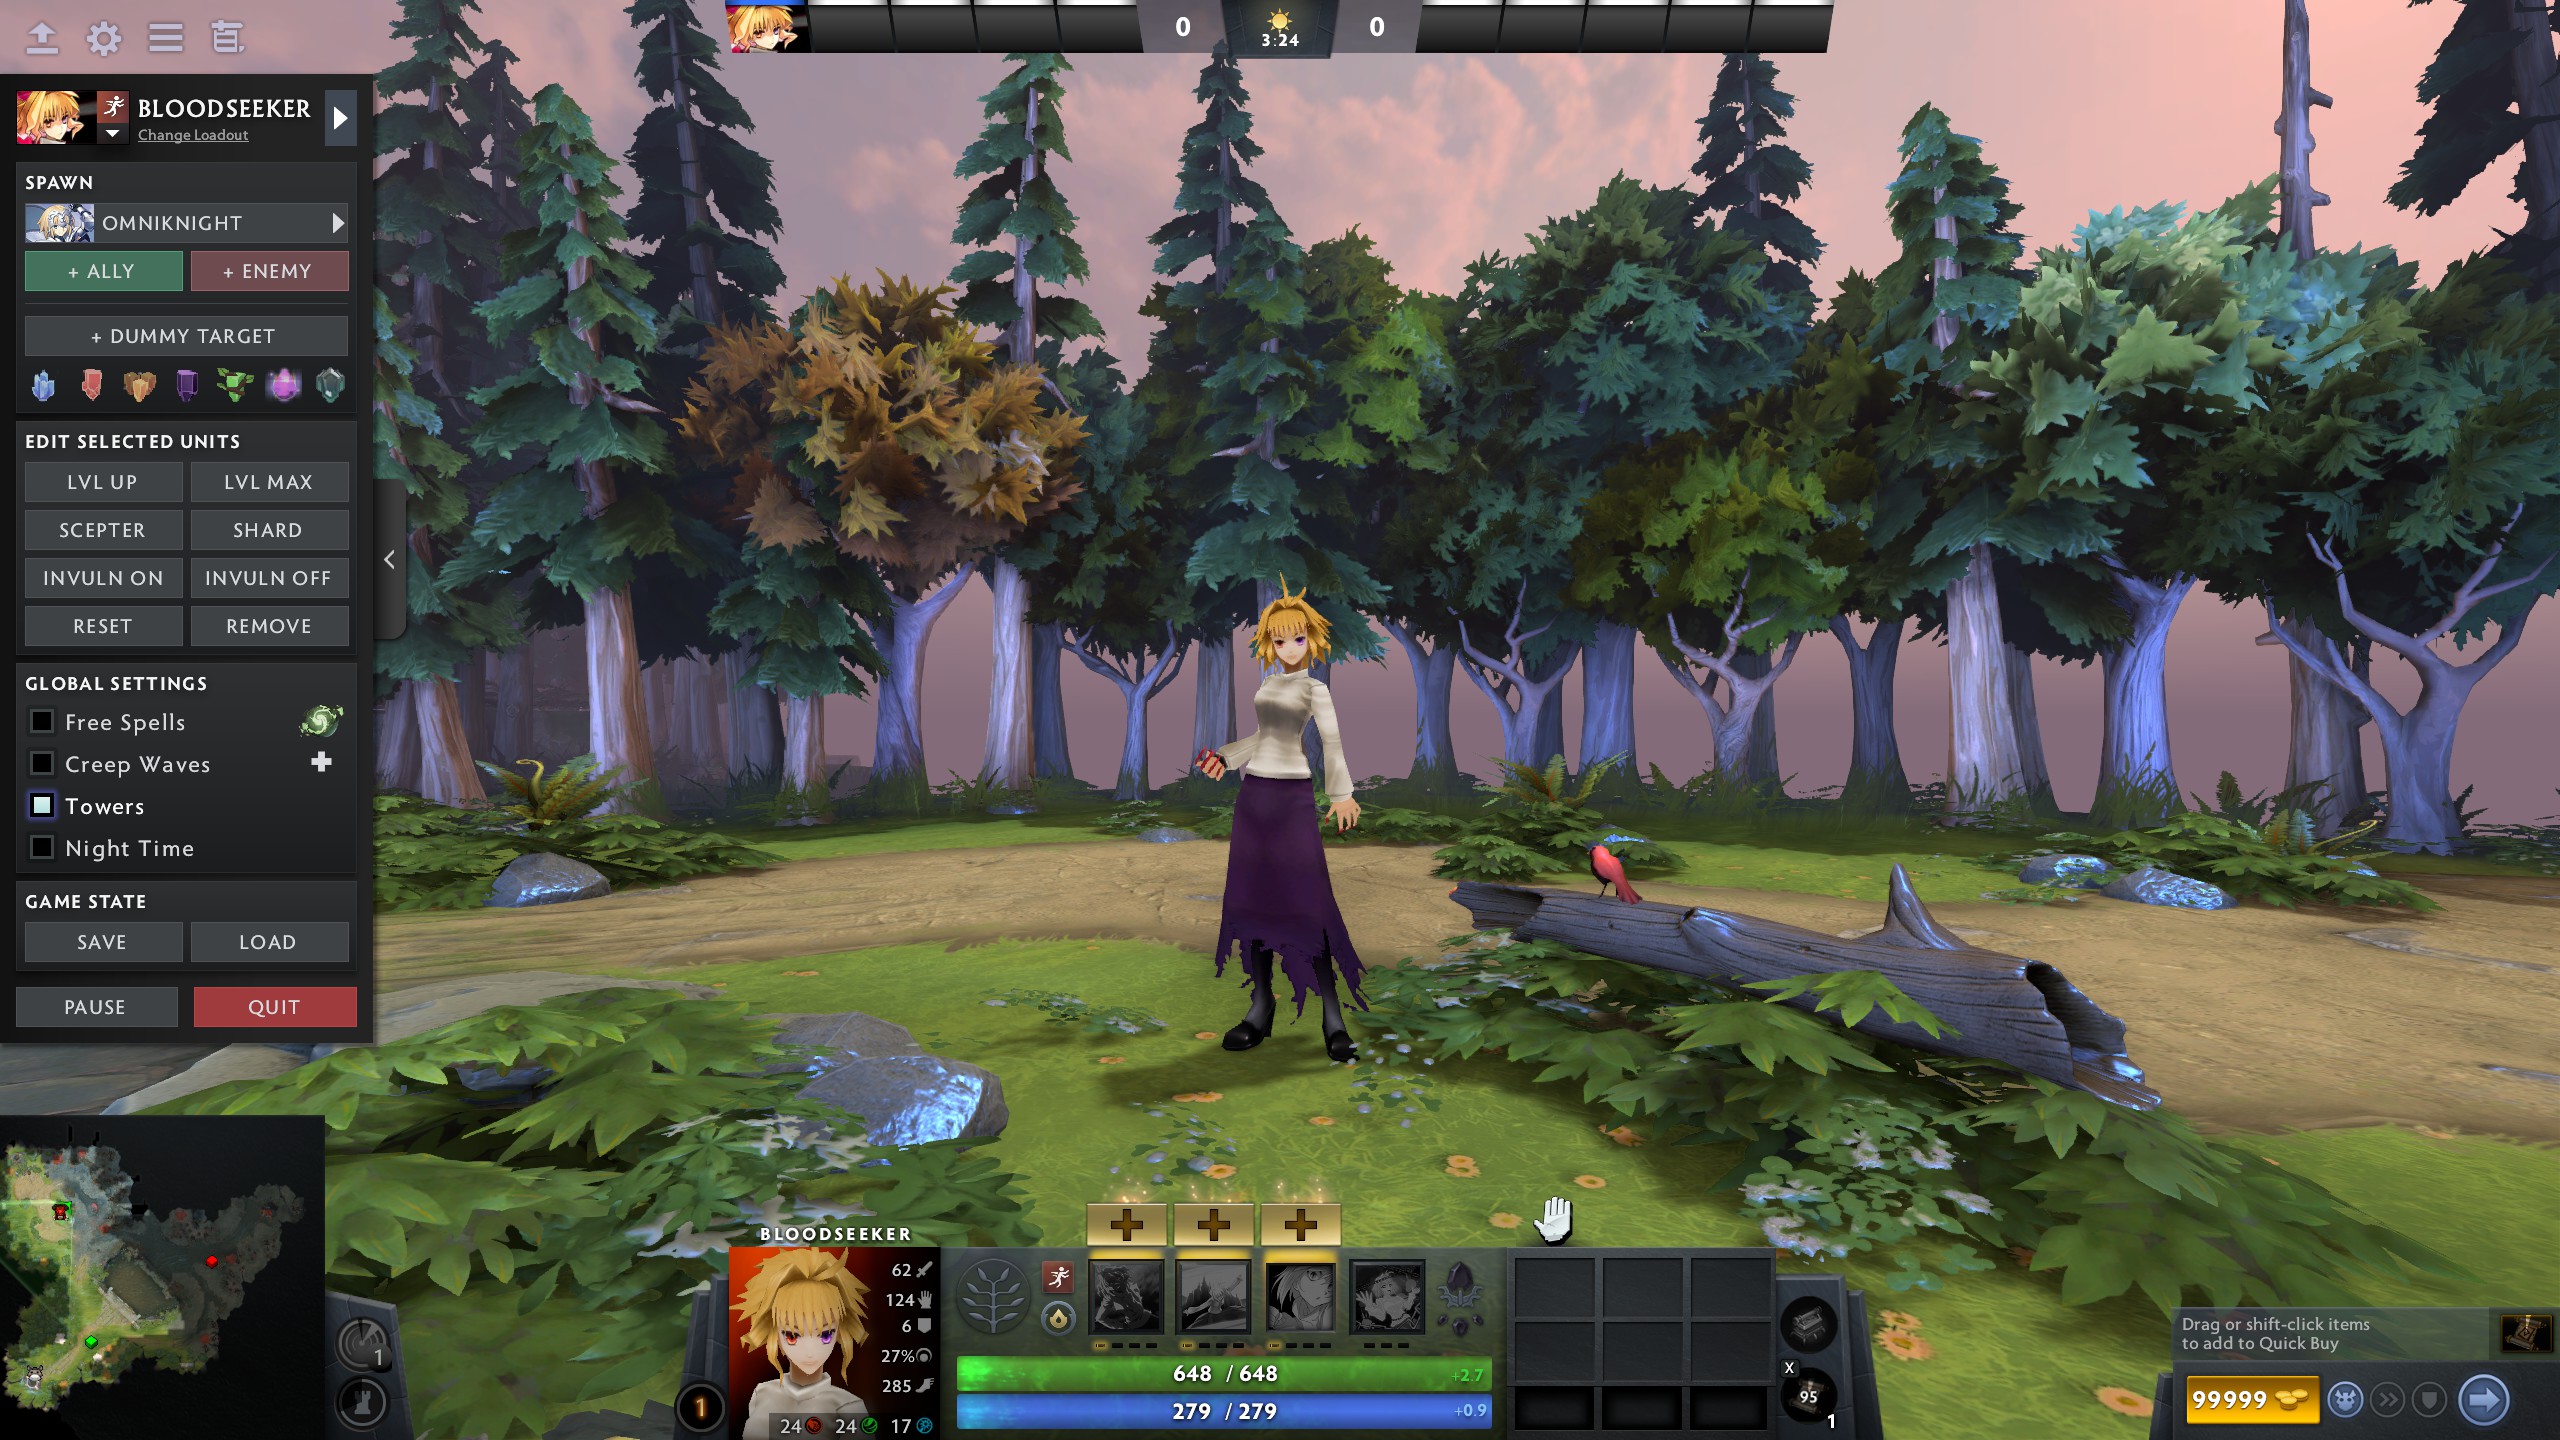 0
3:24
0
BLOODSEEKER
Change Loadout
SPAWN
OMNIKNIGHT
+ ALLY
+ ENEMY
+ DUMMY TARGET
EDIT SELECTED UNITS
LVL UP
LVL MAX
SCEPTER
SHARD
INVULN ON
INVULN OFF
RESET
REMOVE
GLOBAL SETTINGS
Free Spells
Creep Waves
Towers
Night Time
GAME STATE
SAVE
LOAD
PAUSE
QUIT
1
BLOODSEEKER
62
124
6
27%
285
1
24
24
17
648 / 648
+2.7
279 / 279
+0.9
X
95
1
Drag or shift-click items
to add to Quick Buy
99999